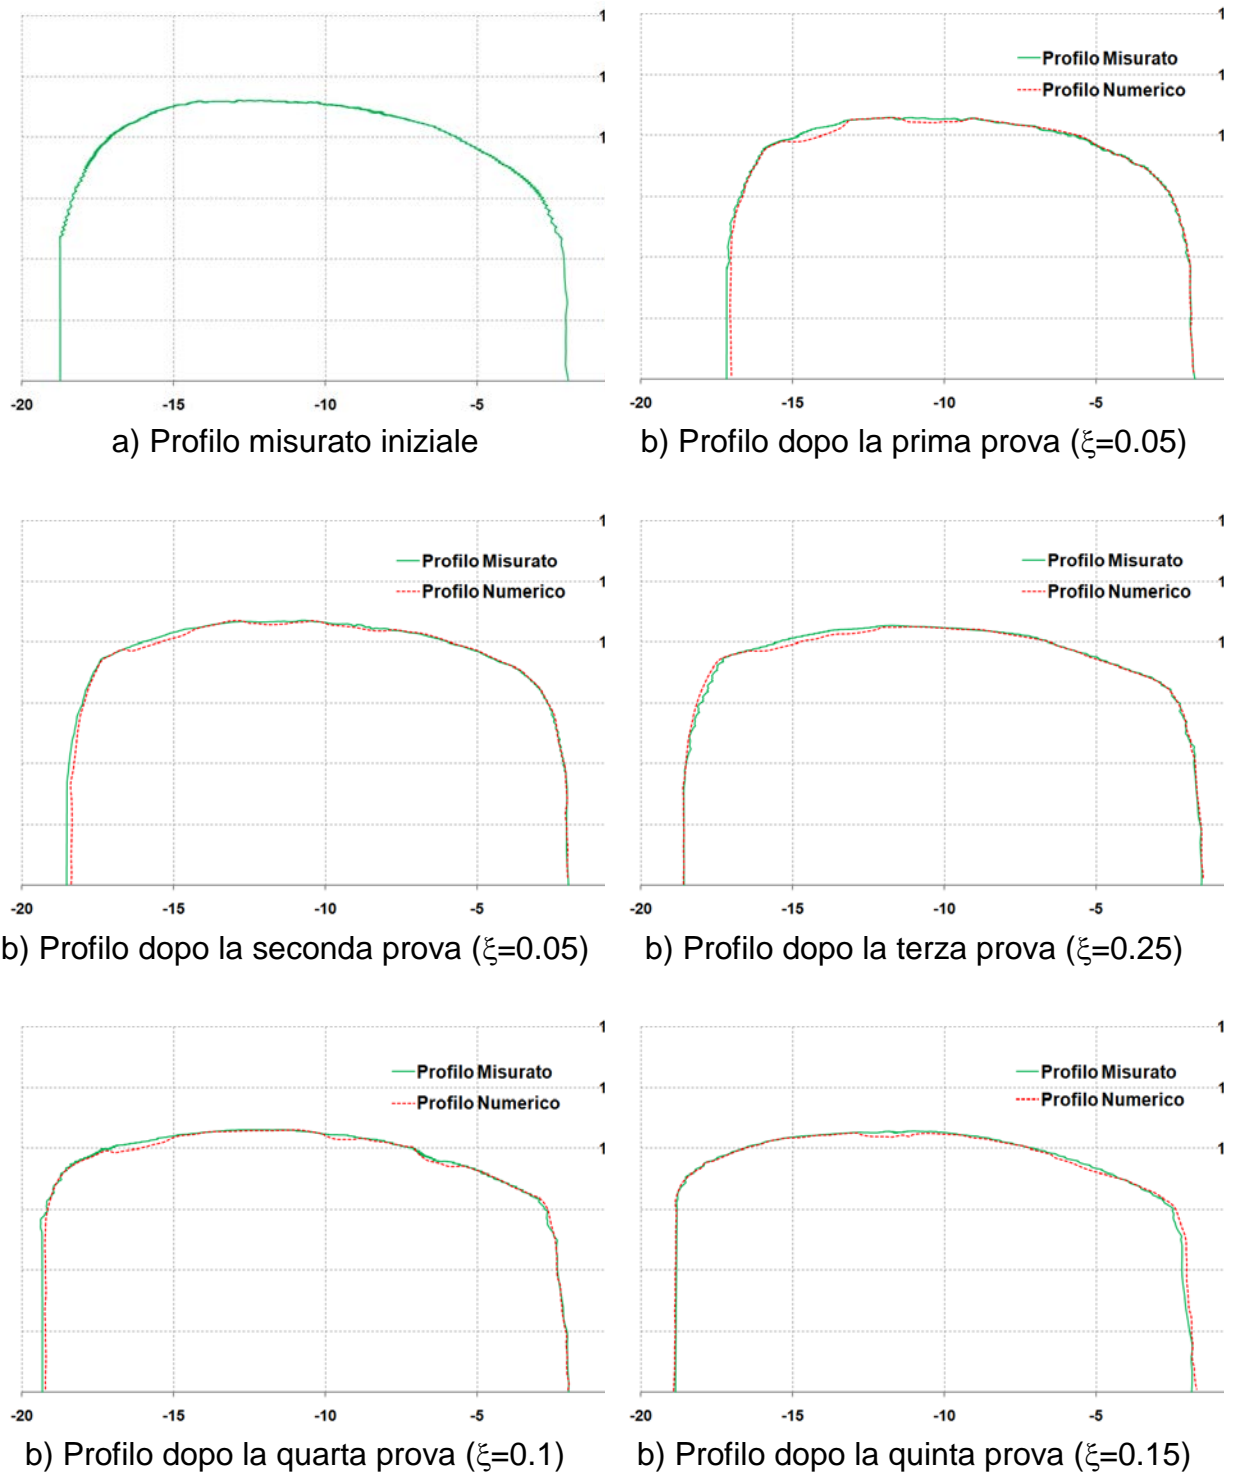 1
1
1
-20 -15 -10 -5
a) Profilo misurato iniziale
1
Profilo Misurato
1
Profilo Numerico
1
-20 -15 -10 -5
b) Profilo dopo la prima prova (ξ=0.05)
1
Profilo Misurato
1
Profilo Numerico
1
-20 -15 -10 -5
b) Profilo dopo la seconda prova (ξ=0.05)
1
Profilo Misurato
1
Profilo Numerico
1
-20 -15 -10 -5
b) Profilo dopo la terza prova (ξ=0.25)
1
Profilo Misurato
1
Profilo Numerico
1
-20 -15 -10 -5
b) Profilo dopo la quarta prova (ξ=0.1)
1
Profilo Misurato
1
Profilo Numerico
1
-20 -15 -10 -5
b) Profilo dopo la quinta prova (ξ=0.15)